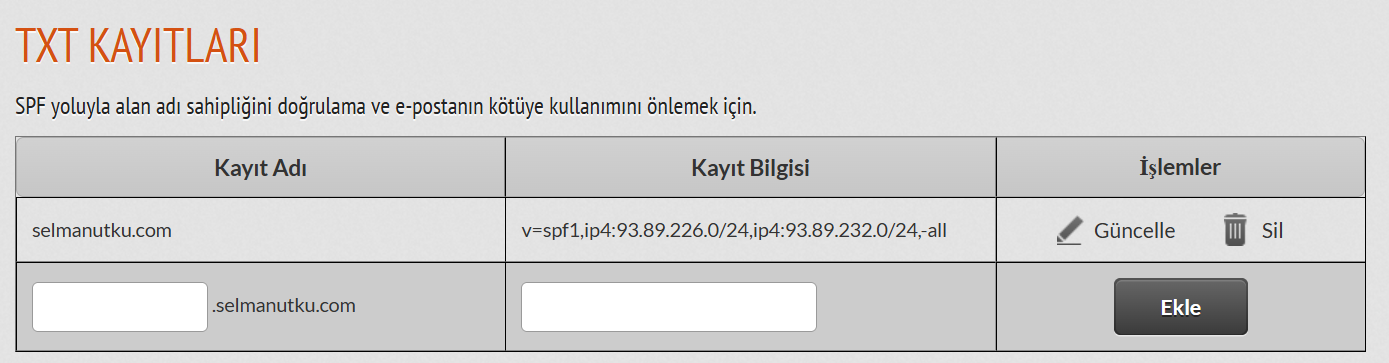 TXT KAYITLARI
SPF yoluyla alan adı sahipliğini doğrulama ve e-postanın kötüye kullanımını önlemek için.
Kayıt Adı Kayıt Bilgisi İşlemler
selmanutku.com v=spf1,ip4:93.89.226.0/24,ip4:93.89.232.0/24,-all Güncelle Sil
.selmanutku.com Ekle